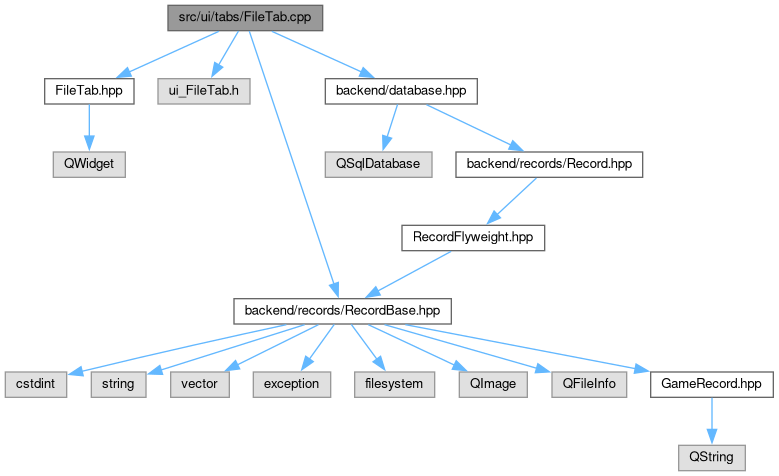 src/ui/tabs/FileTab.cpp
FileTab.hpp
ui_FileTab.h
backend/database.hpp
QWidget
QSqlDatabase
backend/records/Record.hpp
RecordFlyweight.hpp
backend/records/RecordBase.hpp
cstdint
string
vector
exception
filesystem
QImage
QFileInfo
GameRecord.hpp
QString